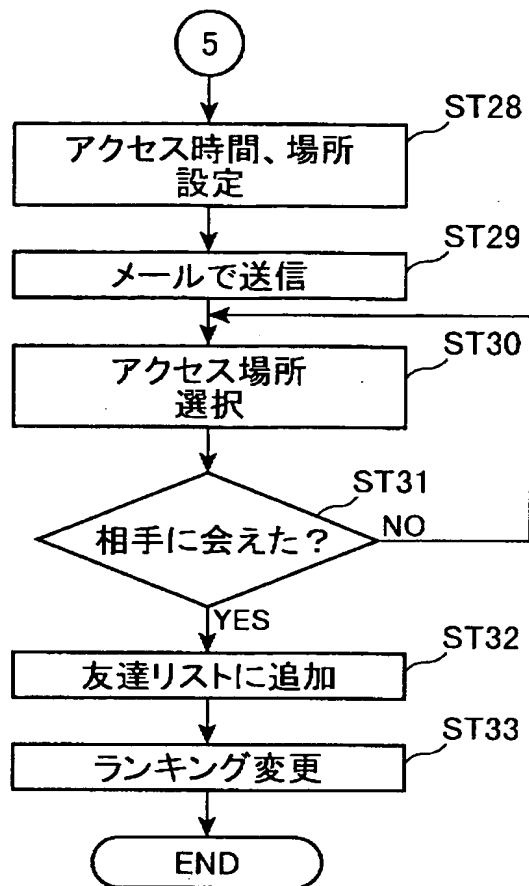 5
ST28
アクセス時間、場所
設定
ST29
メールで送信
ST30
アクセス場所
選択
ST31
相手に会えた?
NO
YES
ST32
友達リストに追加
ST33
ランキング変更
END